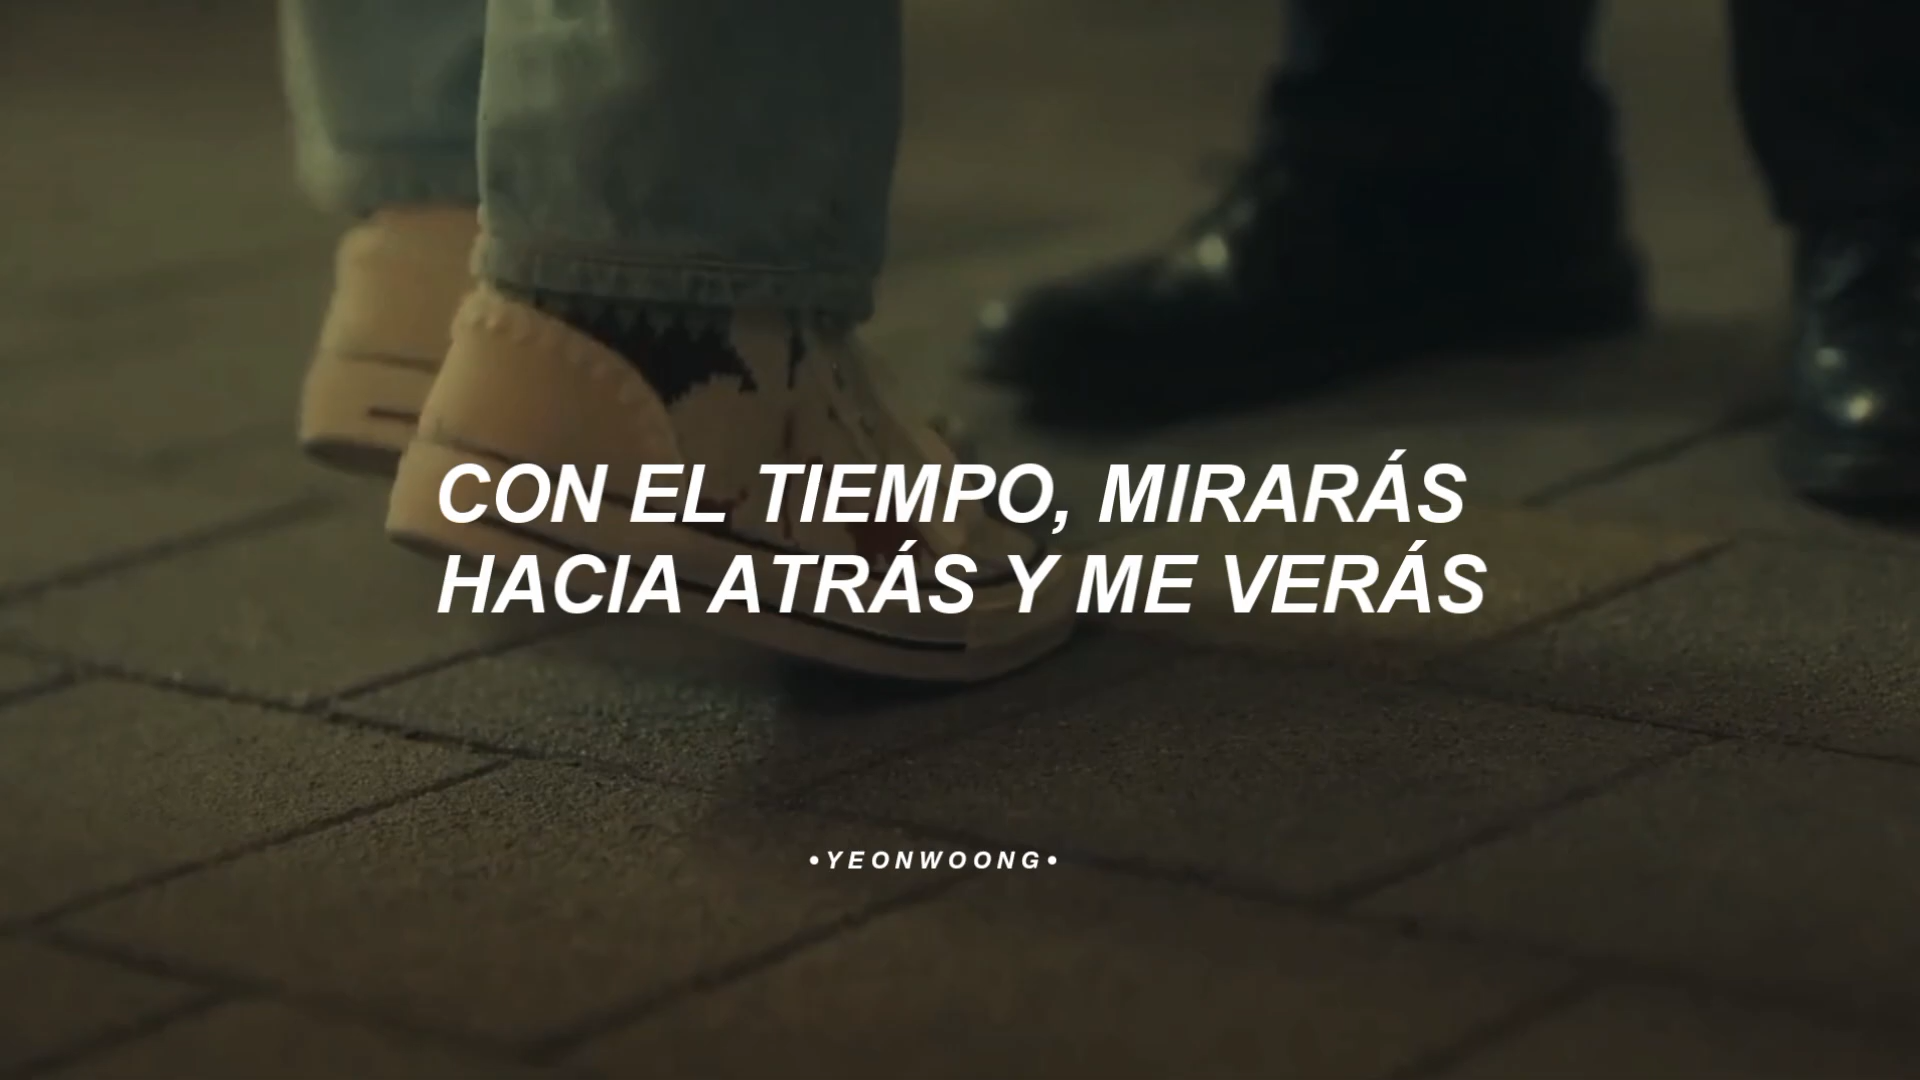 CON EL TIEMPO, MIRARÁS
HACIA ATRÁS Y ME VERÁS
•YEONWOONG•